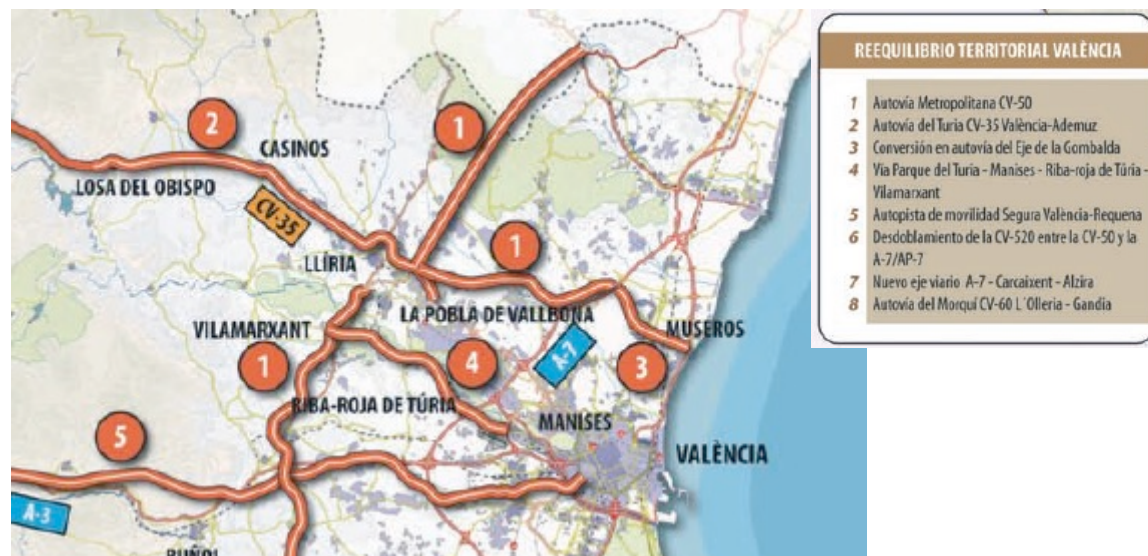 REEQUILIBRIO TERRITORIAL VALÈNCIA
1 Autovía Metropolitana CV-50
2 Autovía del Turia CV-35 València-Ademuz
3 Conversión en autovía del Eje de la Gombalda
4 Vía Parque del Turia - Manises - Riba-roja de Túria -
Vilamarxant
5 Autopista de movilidad Segura València-Requena
6 Desdoblamiento de la CV-520 entre la CV-50 y la
A-7/AP-7
7 Nuevo eje viario A-7 - Carcaixent - Alzira
8 Autovía del Morquí CV-60 L´Olleria - Gandia
1
2
CASINOS
LOSA DEL OBISPO
CV-35
1
LLÍRIA
LA POBLA DE VALLBONA
VILAMARXANT
MUSEROS
A-7
1
4
3
RIBA-ROJA DE TÚRIA
MANISES
5
VALÈNCIA
A-3
BUÑOL